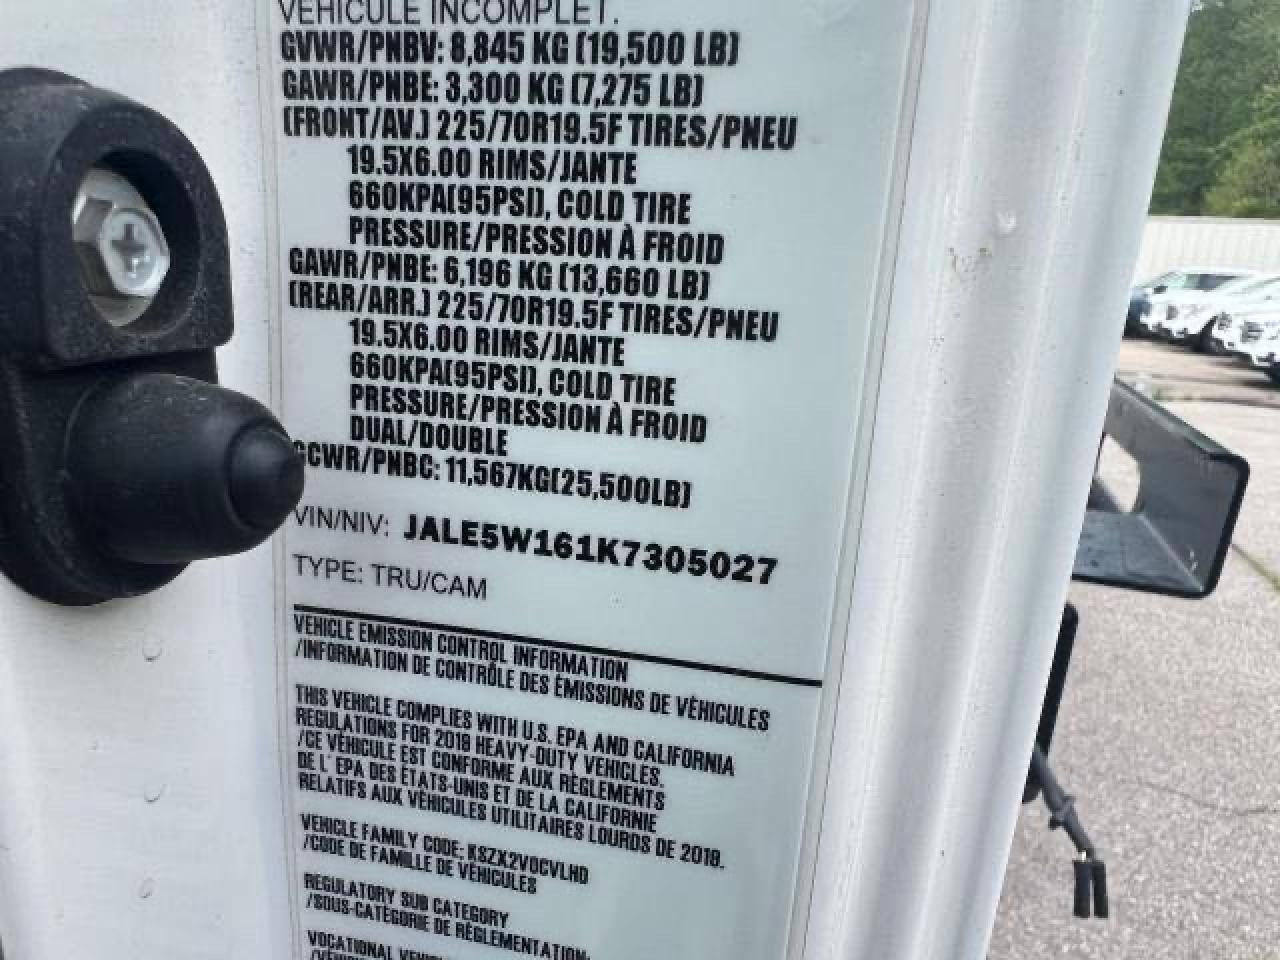 VEHICULE INCOMPLET.
GVWR/PNBV: 8,845 KG (19,500 LB)
GAWR/PNBE: 3,300 KG (7,275 LB)
(FRONT/AV.) 225/70R19.5F TIRES/PNEU
19.5X6.00 RIMS/JANTE
660KPA(95PSI), COLD TIRE
PRESSURE/PRESSION À FROID
GAWR/PNBE: 6,196 KG (13,660 LB)
(REAR/ARR.) 225/70R19.5F TIRES/PNEU
19.5X6.00 RIMS/JANTE
660KPA(95PSI), COLD TIRE
PRESSURE/PRESSION À FROID
DUAL/DOUBLE
GCWR/PNBC: 11,567KG(25,500LB)
VIN/NIV: JALE5W161K7305027
TYPE: TRU/CAM
VEHICLE EMISSION CONTROL INFORMATION
/INFORMATION DE CONTRÔLE DES ÉMISSIONS DE VÉHICULES
THIS VEHICLE COMPLIES WITH U.S. EPA AND CALIFORNIA
REGULATIONS FOR 2019 HEAVY-DUTY VEHICLES.
/CE VÉHICULE EST CONFORME AUX RÈGLEMENTS
DE L'EPA DES ÉTATS-UNIS ET DE LA CALIFORNIE
RELATIFS AUX VÉHICULES UTILITAIRES LOURDS DE 2019.
VEHICLE FAMILY CODE: KSZX2VOCVLHD
/CODE DE FAMILLE DE VÉHICULES
REGULATORY SUB CATEGORY
/SOUS-CATÉGORIE DE RÉGLEMENTATION:
VOCATIONAL